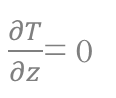 ∂T/∂z = 0